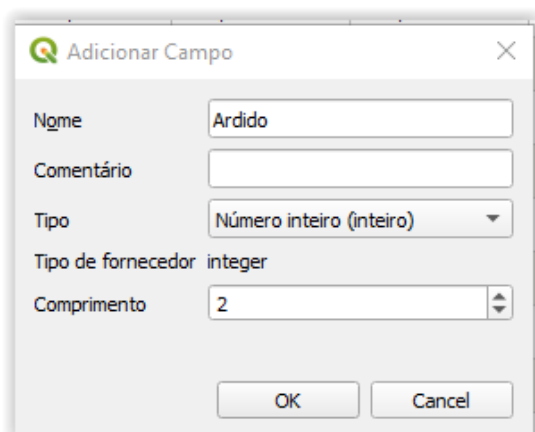 Adicionar Campo
Nome Ardido
Comentário
Tipo Número inteiro (inteiro)
Tipo de fornecedor integer
Comprimento 2
OK Cancel